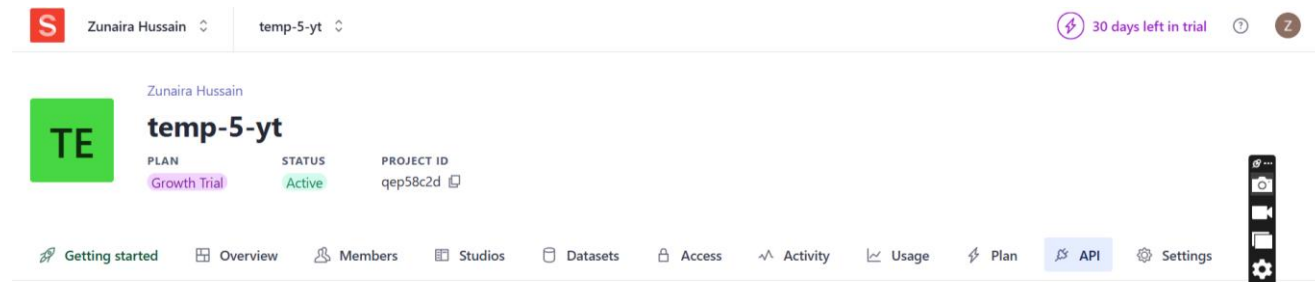 S Zunaira Hussain temp-5-yt 30 days left in trial ? Z
Zunaira Hussain
TE temp-5-yt
PLAN STATUS PROJECT ID
Growth Trial Active qep58c2d
Getting started Overview Members Studios Datasets Access Activity Usage Plan API Settings